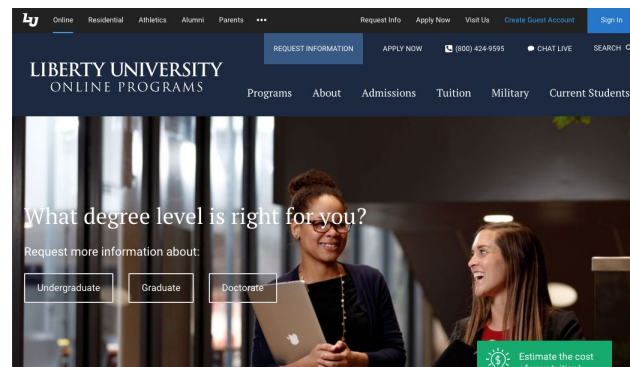 LU Online Residential Athletics Alumni Parents ••• Request Info Apply Now Visit Us Create Guest Account Sign In
REQUEST INFORMATION APPLY NOW (800) 424-9595 CHAT LIVE SEARCH
LIBERTY UNIVERSITY
ONLINE PROGRAMS
Programs About Admissions Tuition Military Current Students
What degree level is right for you?
Request more information about:
Undergraduate Graduate Doctorate
Estimate the cost